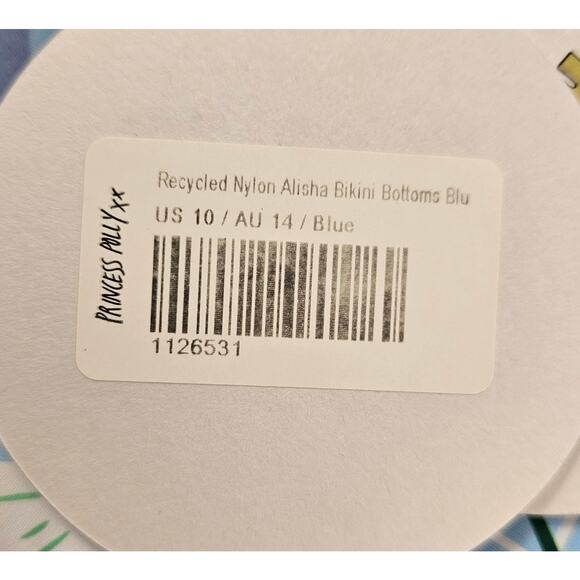 PRINCESS POLLY xx
Recycled Nylon Alisha Bikini Bottoms Blu
US 10 / AU 14 / Blue
1126531